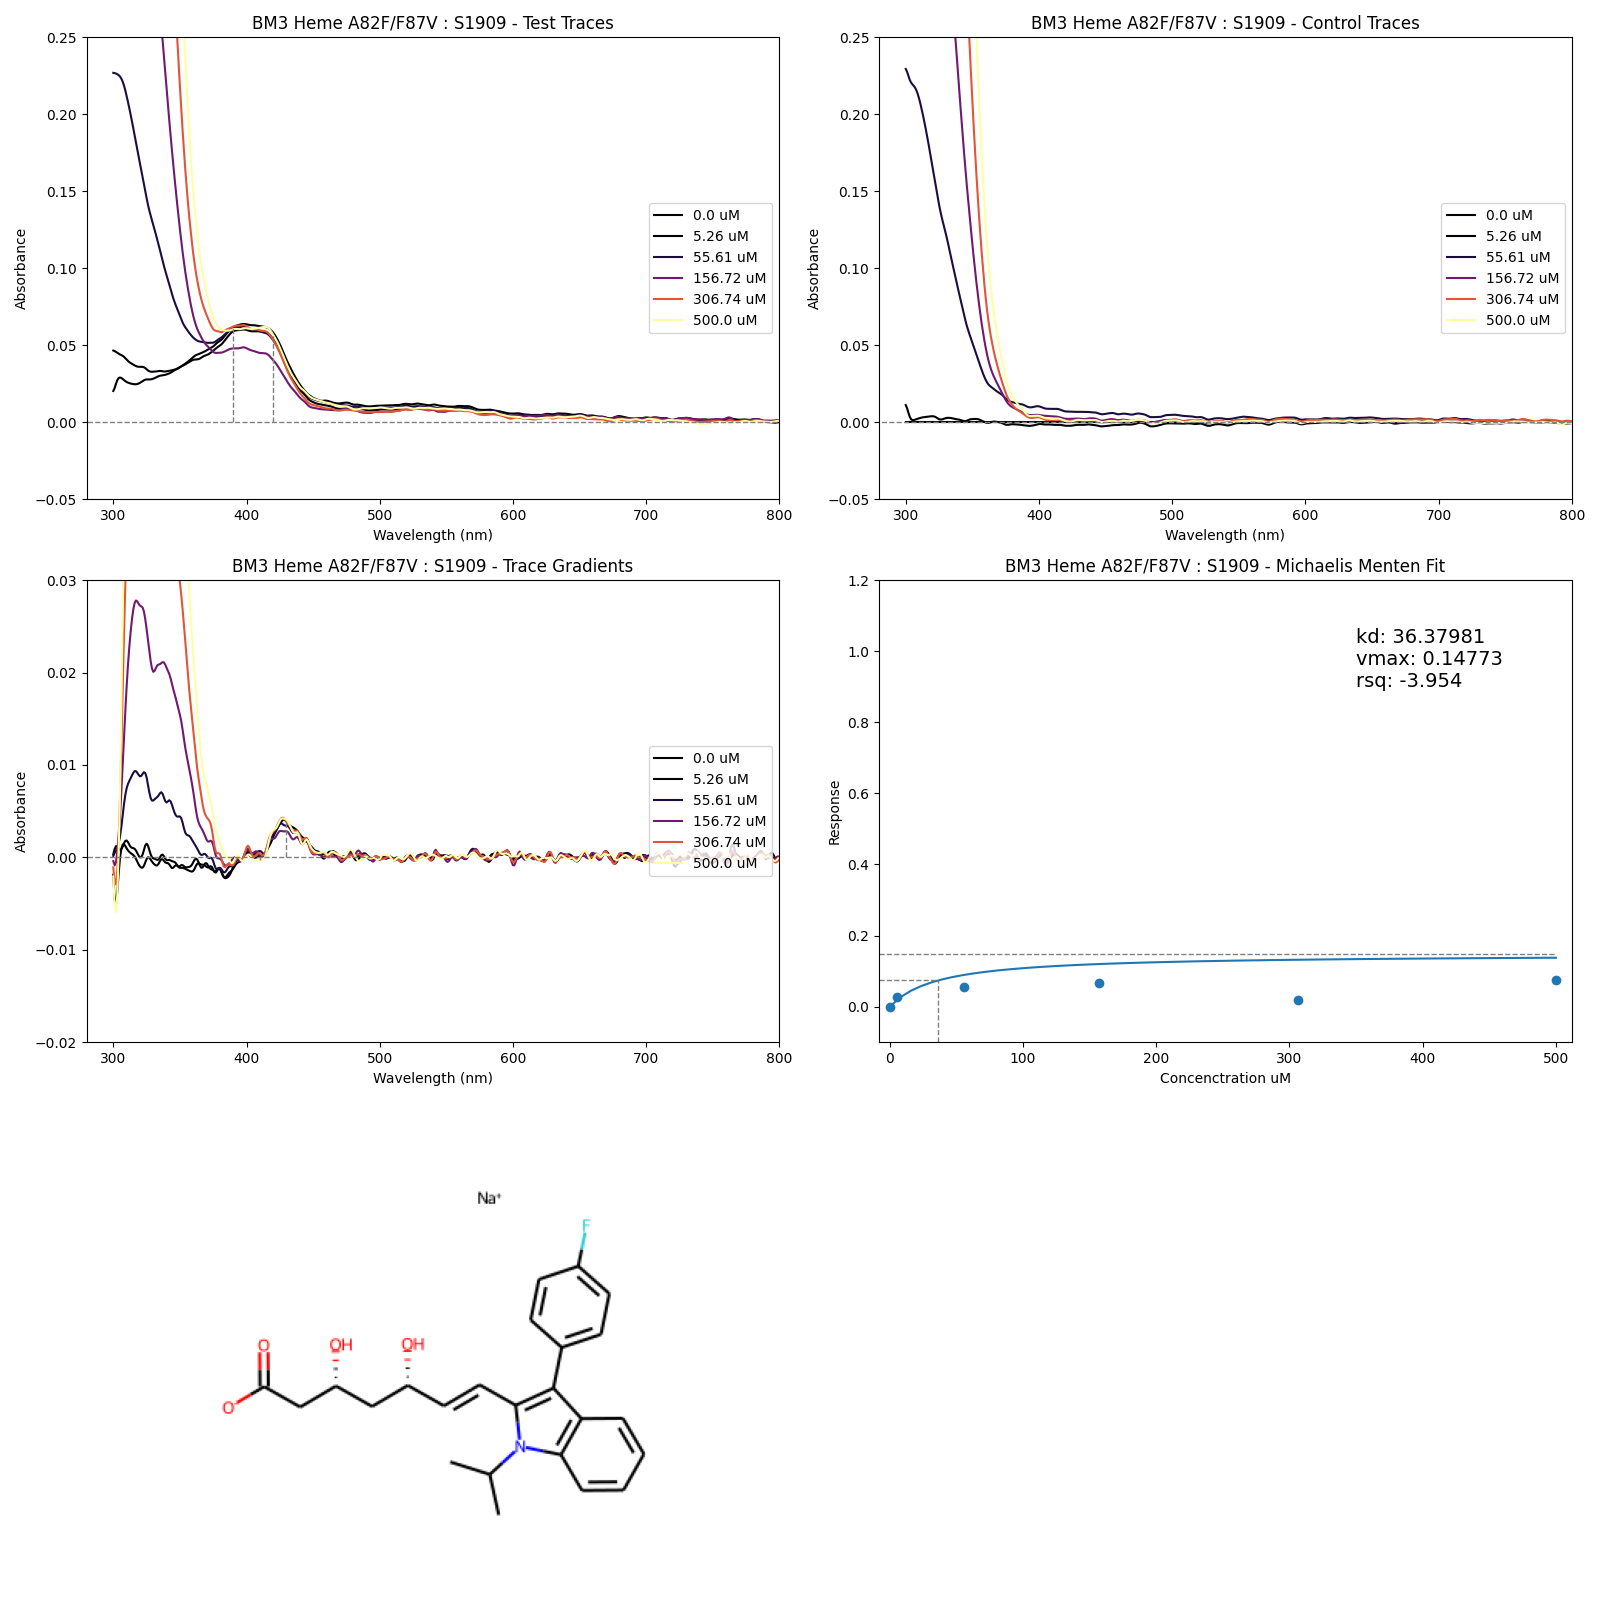 BM3 Heme A82F/F87V : S1909 - Test Traces
0.25
0.20
0.15
0.10
0.05
0.00
−0.05
Absorbance
300 400 500 600 700 800
Wavelength (nm)
0.0 uM
5.26 uM
55.61 uM
156.72 uM
306.74 uM
500.0 uM
BM3 Heme A82F/F87V : S1909 - Control Traces
0.25
0.20
0.15
0.10
0.05
0.00
−0.05
Absorbance
300 400 500 600 700 800
Wavelength (nm)
0.0 uM
5.26 uM
55.61 uM
156.72 uM
306.74 uM
500.0 uM
BM3 Heme A82F/F87V : S1909 - Trace Gradients
0.03
0.02
0.01
0.00
−0.01
−0.02
Absorbance
300 400 500 600 700 800
Wavelength (nm)
0.0 uM
5.26 uM
55.61 uM
156.72 uM
306.74 uM
500.0 uM
BM3 Heme A82F/F87V : S1909 - Michaelis Menten Fit
1.2
1.0
0.8
0.6
0.4
0.2
0.0
Response
kd: 36.37981
vmax: 0.14773
rsq: -3.954
0 100 200 300 400 500
Concenctration uM
Na⁺
F
O
OH
OH
O
N